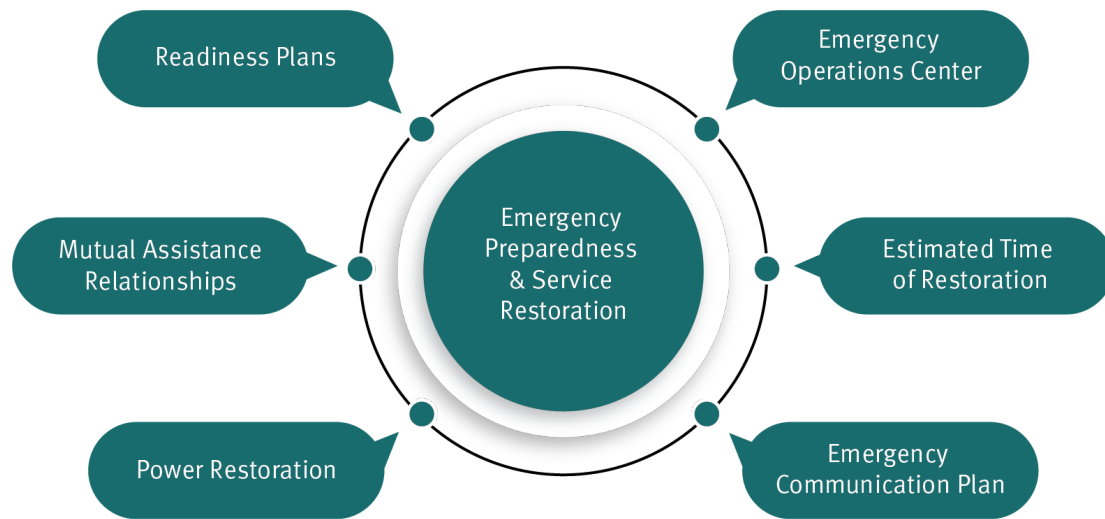 Readiness Plans
Emergency
Operations Center
Mutual Assistance
Relationships
Emergency
Preparedness
& Service
Restoration
Estimated Time
of Restoration
Power Restoration
Emergency
Communication Plan